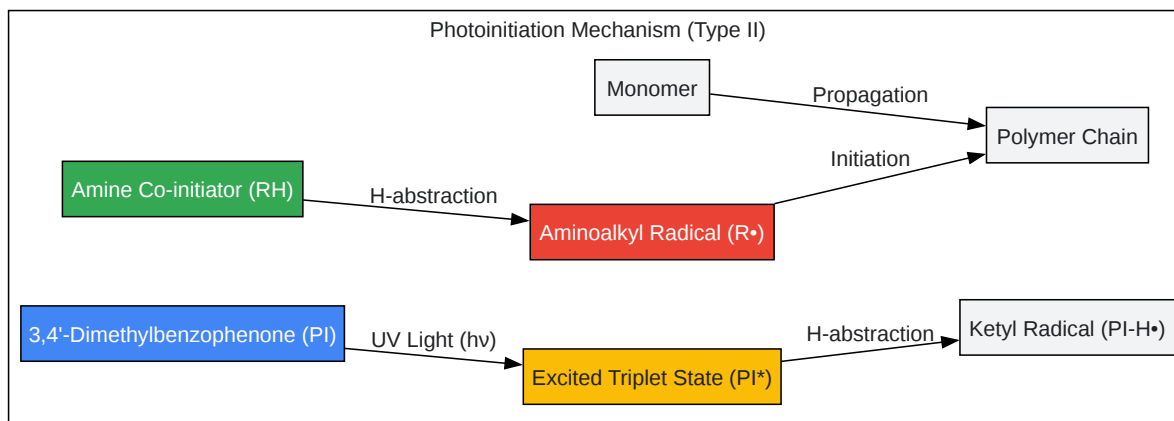 Photoinitiation Mechanism (Type II)
Monomer
Propagation
Polymer Chain
Initiation
Amine Co-initiator (RH)
H-abstraction
Aminoalkyl Radical (R•)
3,4'-Dimethylbenzophenone (PI)
UV Light (hν)
Excited Triplet State (PI*)
H-abstraction
Ketyl Radical (PI-H•)